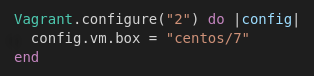 Vagrant.configure("2") do |config|
  config.vm.box = "centos/7"
end